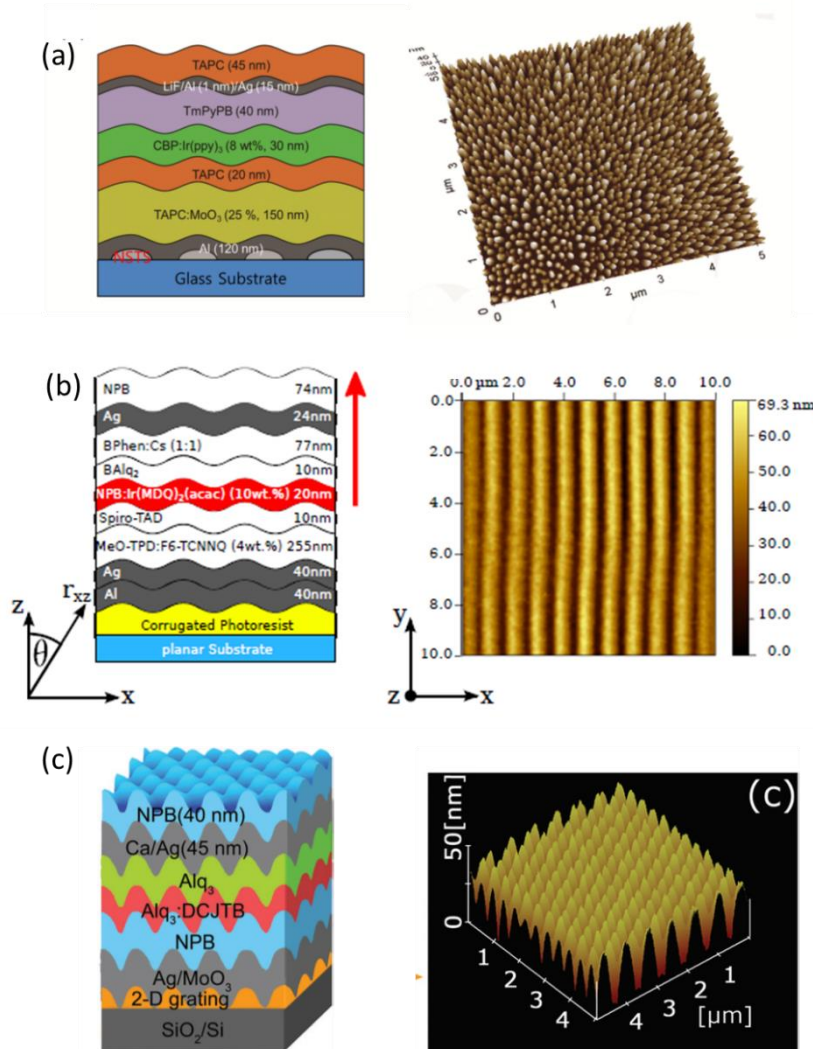 (a)
TAPC (45 nm)
LiF/Al (1 nm)/Ag (15 nm)
TmPyPB (40 nm)
CBP:Ir(ppy)₃ (8 wt%, 30 nm)
TAPC (20 nm)
TAPC:MoO₃ (25 %, 150 nm)
Al (120 nm)
NSTS
Glass Substrate
nm
4
3
µm
2
1
0
0
1
2
3
4
5
µm
(b)
NPB 74nm
Ag 24nm
BPhen:Cs (1:1) 77nm
BAlq₂ 10nm
NPB:Ir(MDQ)₂(acac) (10wt.%) 20nm
Spiro-TAD 10nm
MeO-TPD:F6-TCNNQ (4wt.%) 255nm
Ag 40nm
Al 40nm
Corrugated Photoresist
planar Substrate
z
r_xz
θ
x
0.0 µm 2.0 4.0 6.0 8.0 10.0
0.0
2.0
4.0
6.0
8.0
10.0
69.3 nm
60.0
50.0
40.0
30.0
20.0
10.0
0.0
y
z
x
(c)
NPB(40 nm)
Ca/Ag(45 nm)
Alq₃
Alq₃:DCJTB
NPB
Ag/MoO₃
2-D grating
SiO₂/Si
(c)
50[nm]
0
1
2
3
4
4
3
2
1
[µm]